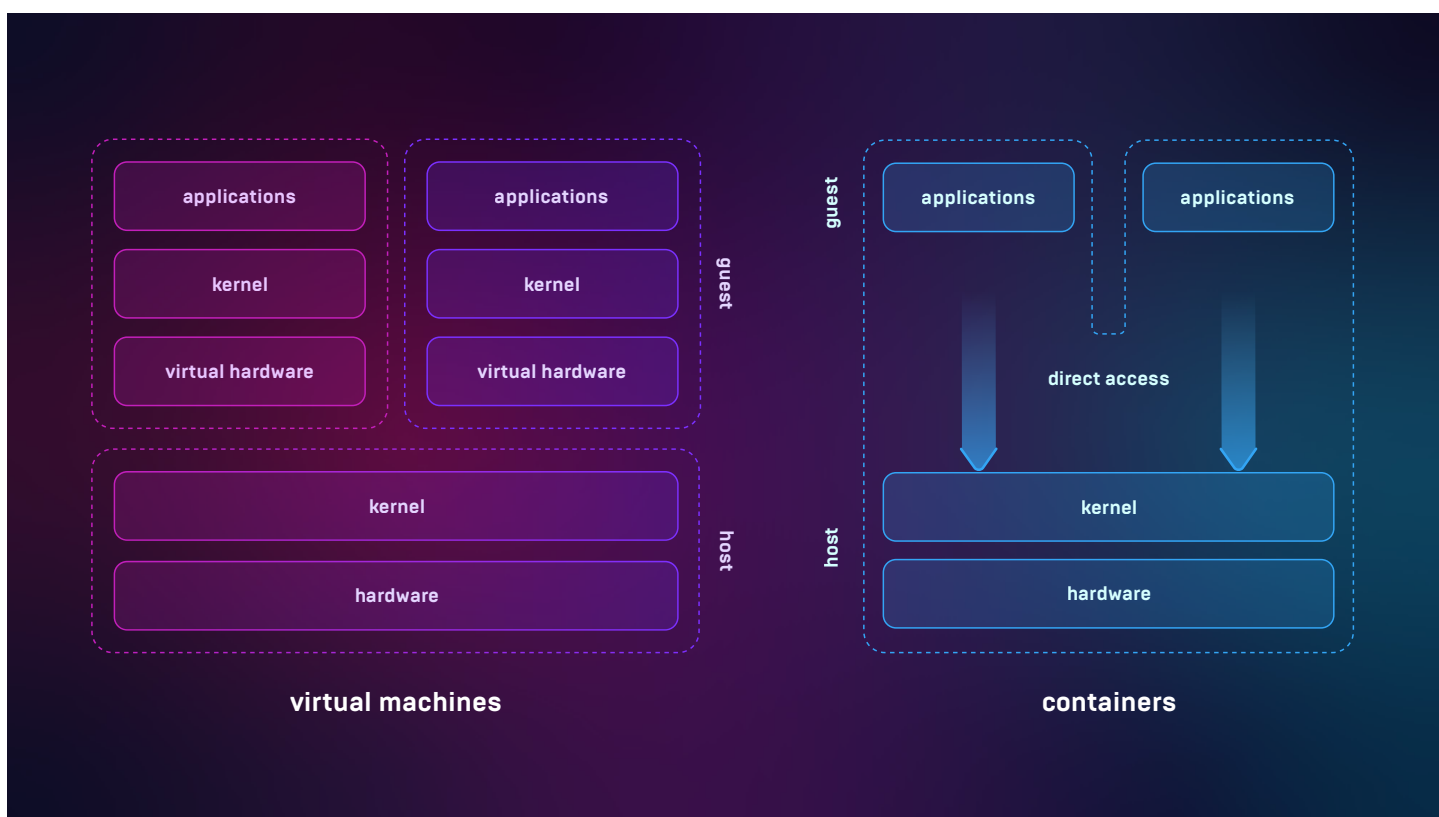 applications
kernel
virtual hardware
applications
kernel
virtual hardware
guest
kernel
hardware
host
virtual machines
guest
applications
applications
direct access
host
kernel
hardware
containers